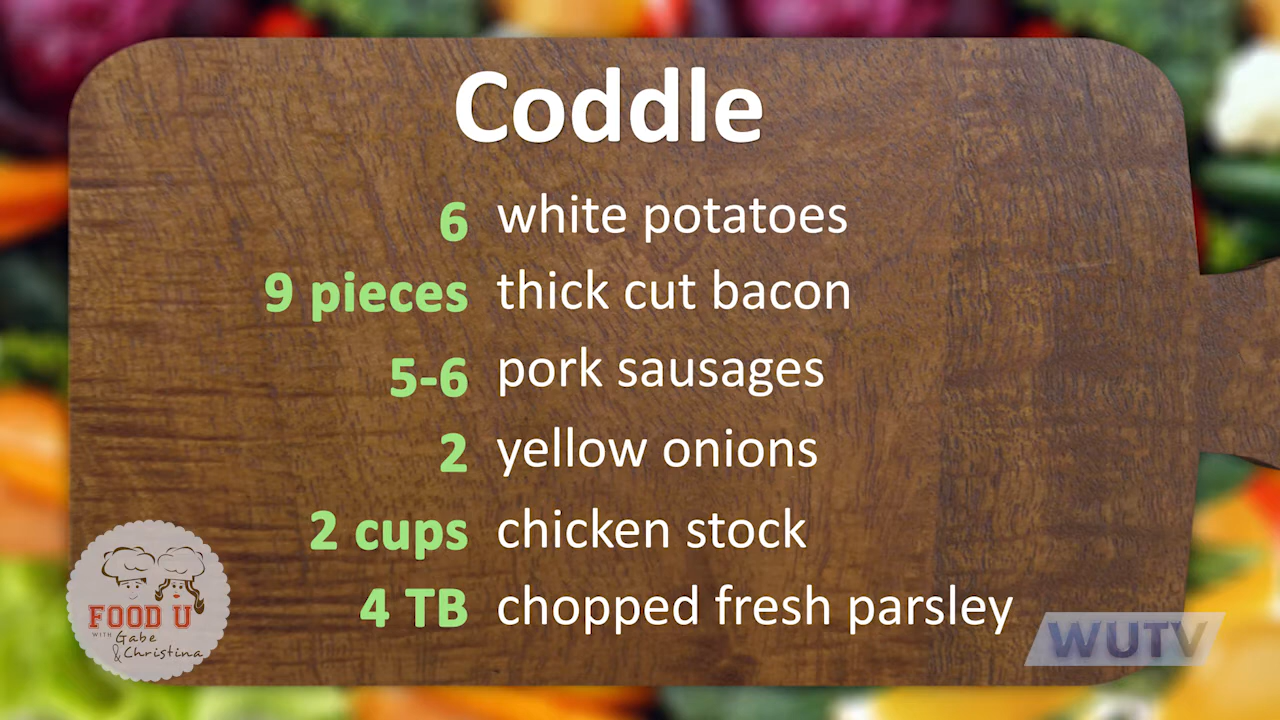 Coddle
6 white potatoes
9 pieces thick cut bacon
5-6 pork sausages
2 yellow onions
2 cups chicken stock
4 TB chopped fresh parsley
FOOD U
WITH Gabe
& Christina
WUTV